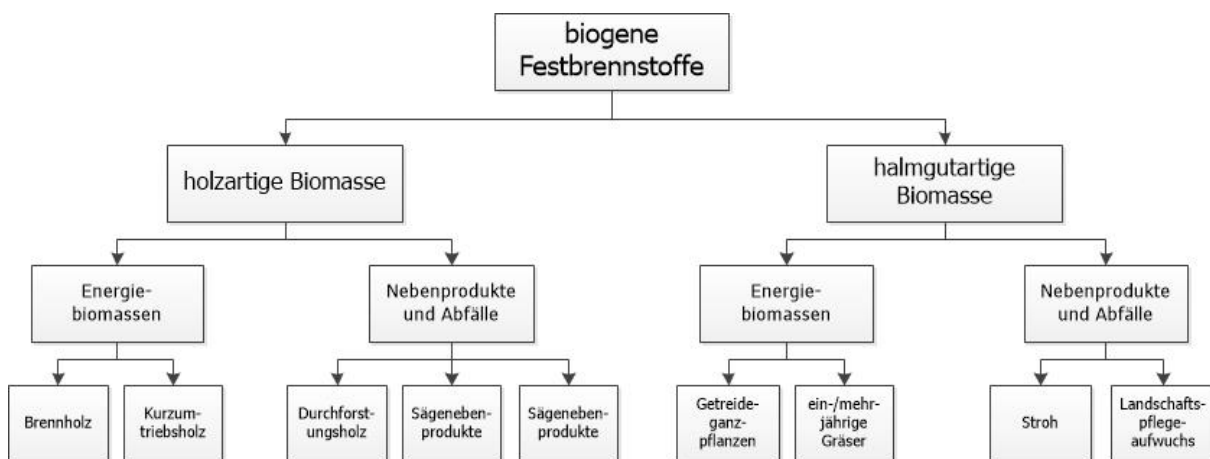 biogene
Festbrennstoffe
holzartige Biomasse
halmgutartige
Biomasse
Energie-
biomassen
Nebenprodukte
und Abfälle
Energie-
biomassen
Nebenprodukte
und Abfälle
Brennholz
Kurzum-
triebsholz
Durchforst-
ungsholz
Sägeneben-
produkte
Sägeneben-
produkte
Getreide-
ganz-
pflanzen
ein-/mehr-
jährige
Gräser
Stroh
Landschafts-
pflege-
aufwuchs